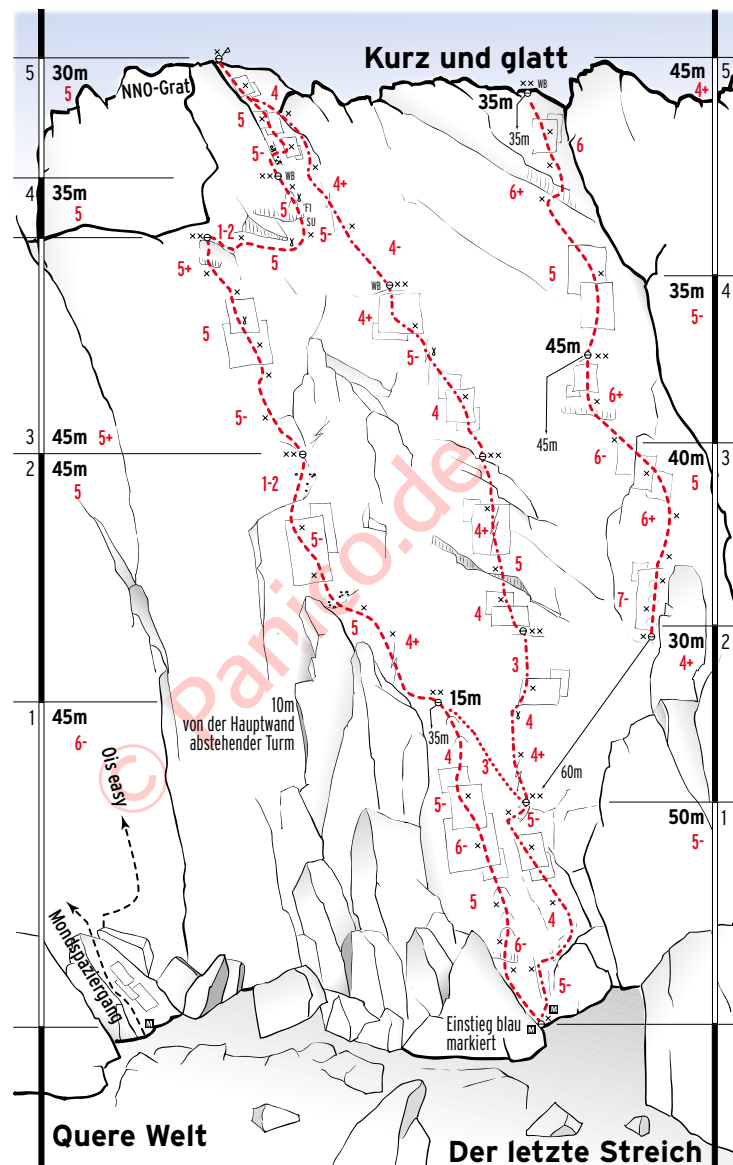 Kurz und glatt
5
30m
5
NNO-Grat
4
5
5-
WB
5
F1
SU
5-
4+
4-
35m
WB
35m
6
6+
5
45m
4+
5
4
35m
5
1-2
5+
5
5
5-
WB
4+
5-
4
45m
45m
6+
6-
35m
5-
4
3
45m
5+
2
45m
5
1-2
5-
5
4+
4+
5
4
3
4
4+
40m
5
3
6+
7-
30m
4+
2
1
45m
6-
10m
von der Hauptwand
abstehender Turm
15m
35m
4
3
60m
5-
6-
5
6-
5-
4
5-
50m
5-
1
Ois easy
Mondspaziergang
M
Einstieg blau
markiert
M
M
Quere Welt
Der letzte Streich
© Panico.de